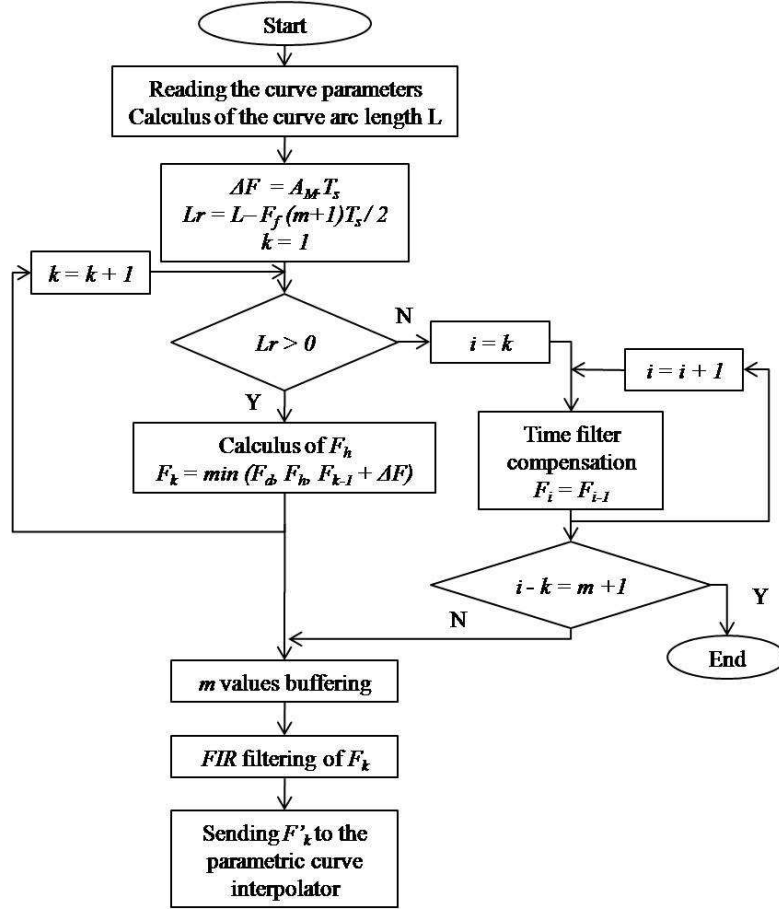 Start
Reading the curve parameters
Calculus of the curve arc length L
ΔF = A_M T_s
Lr = L– F_f (m+1)T_s / 2
k = 1
k = k + 1
Lr > 0
N
i = k
i = i + 1
Y
Calculus of F_h
F_k = min (F_d, F_h, F_{k-1} + ΔF)
Time filter
compensation
F_i = F_{i-1}
i - k = m +1
Y
N
End
m values buffering
FIR filtering of F_k
Sending F'_k to the
parametric curve
interpolator